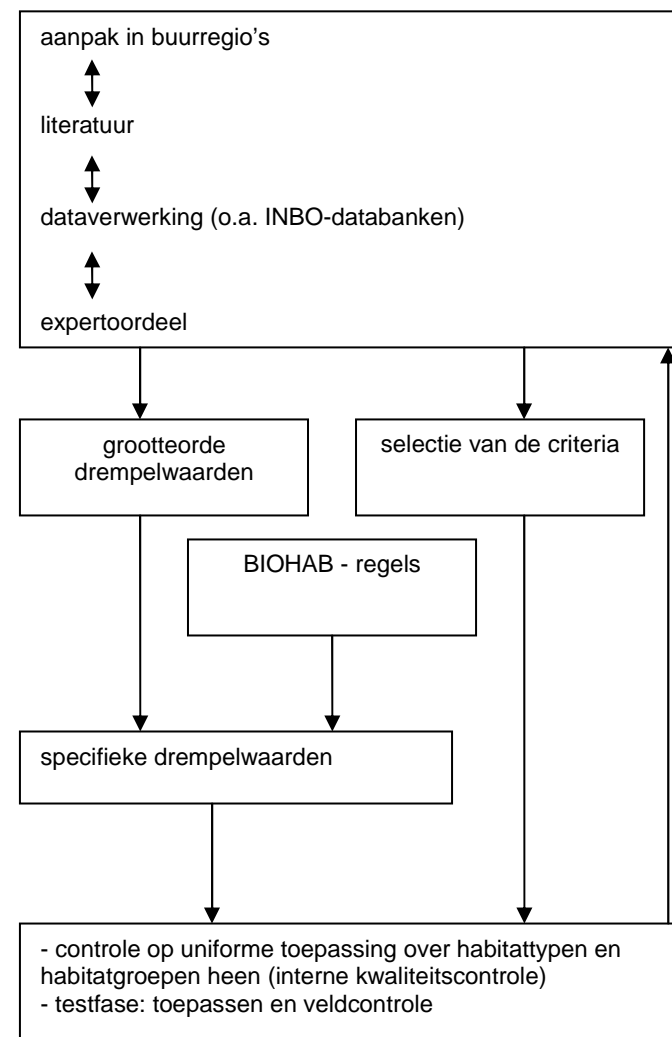 aanpak in buurregio’s
literatuur
dataverwerking (o.a. INBO-databanken)
expertoordeel
grootteorde
drempelwaarden
selectie van de criteria
BIOHAB - regels
specifieke drempelwaarden
- controle op uniforme toepassing over habitattypen en
habitatgroepen heen (interne kwaliteitscontrole)
- testfase: toepassen en veldcontrole